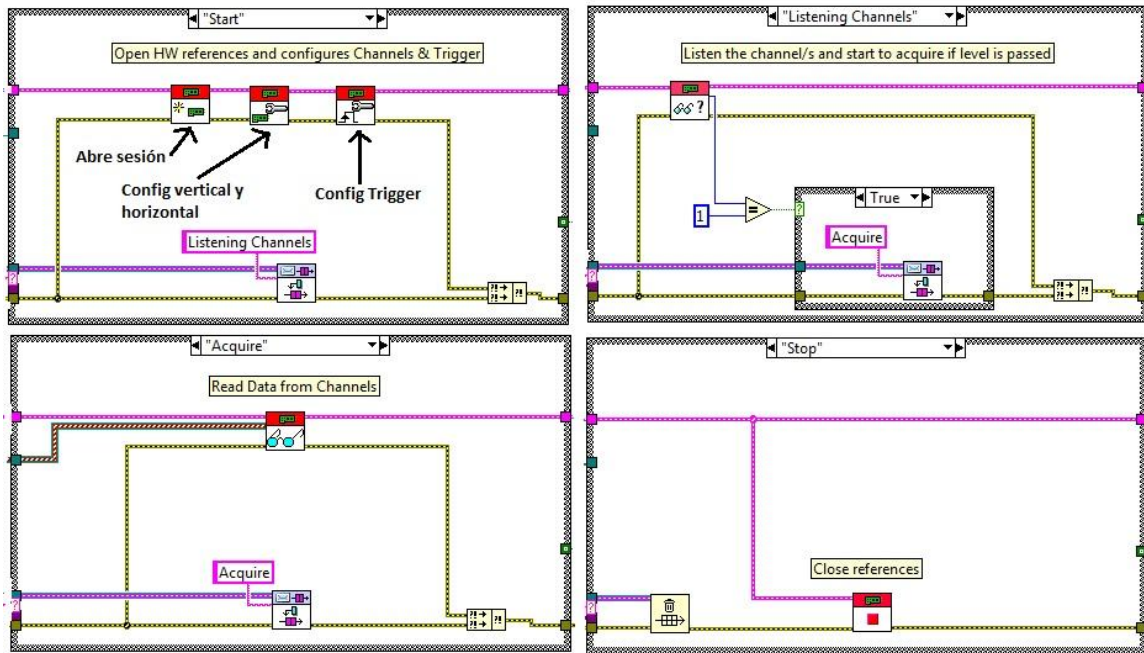 "Start"
Open HW references and configures Channels & Trigger
Abre sesión
Config vertical y
horizontal
Config Trigger
Listening Channels
"Listening Channels"
Listen the channel/s and start to acquire if level is passed
?
1
=
?
True
Acquire
"Acquire"
Read Data from Channels
Acquire
"Stop"
Close references